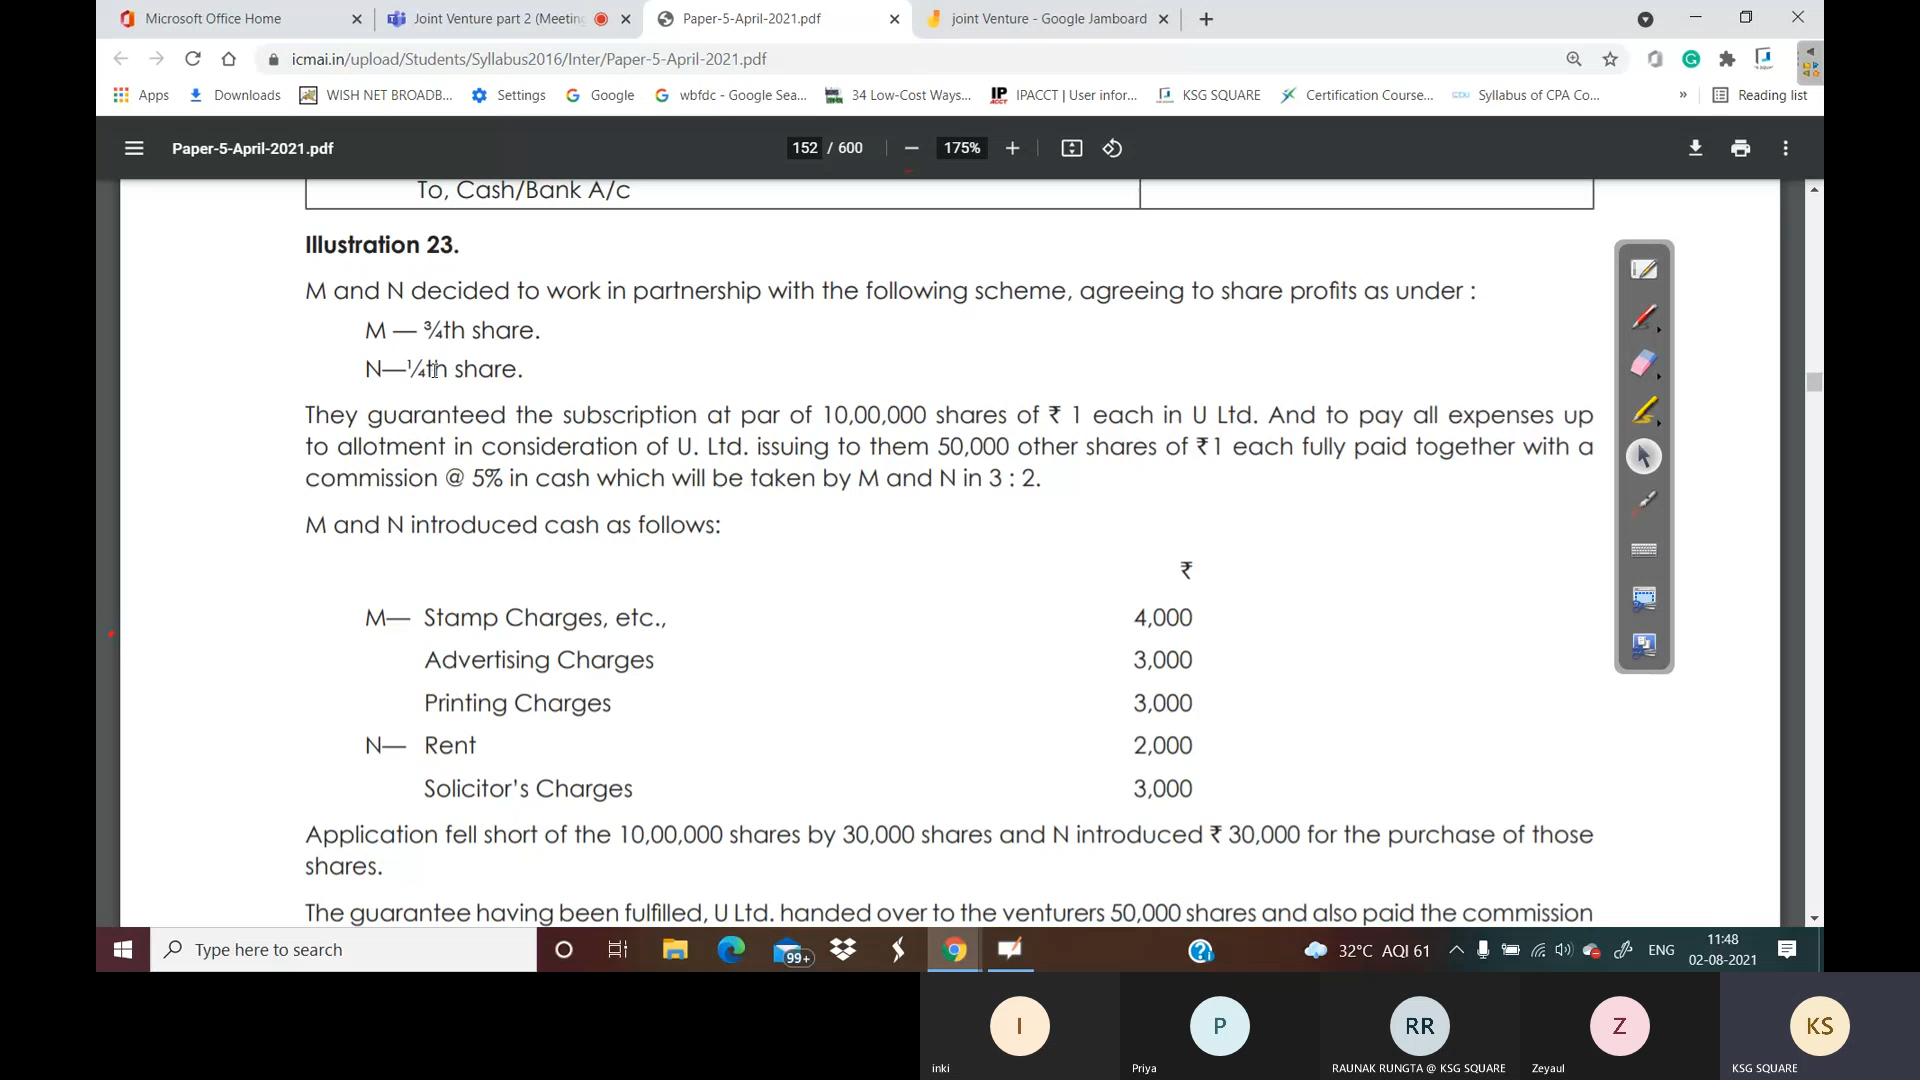 Microsoft Office Home
Joint Venture part 2 (Meetin
Paper-5-April-2021.pdf
joint Venture - Google Jamboard
icmai.in/upload/Students/Syllabus2016/Inter/Paper-5-April-2021.pdf
Apps
Downloads
WISH NET BROADB...
Settings
Google
wbfdc - Google Sea...
34 Low-Cost Ways...
IPACCT | User infor...
KSG SQUARE
Certification Course...
Syllabus of CPA Co...
»
Reading list
Paper-5-April-2021.pdf
152 / 600
175%
To, Cash/Bank A/c
Illustration 23.
M and N decided to work in partnership with the following scheme, agreeing to share profits as under :
M — ¾th share.
N—¼th share.
They guaranteed the subscription at par of 10,00,000 shares of ₹ 1 each in U Ltd. And to pay all expenses up
to allotment in consideration of U. Ltd. issuing to them 50,000 other shares of ₹1 each fully paid together with a
commission @ 5% in cash which will be taken by M and N in 3 : 2.
M and N introduced cash as follows:
₹
M— Stamp Charges, etc., 4,000
Advertising Charges 3,000
Printing Charges 3,000
N— Rent 2,000
Solicitor's Charges 3,000
Application fell short of the 10,00,000 shares by 30,000 shares and N introduced ₹ 30,000 for the purchase of those
shares.
The guarantee having been fulfilled, U Ltd. handed over to the venturers 50,000 shares and also paid the commission
Type here to search
99+
32°C AQI 61
ENG
11:48
02-08-2021
I
P
RR
Z
KS
inki
Priya
RAUNAK RUNGTA @ KSG SQUARE
Zeyaul
KSG SQUARE